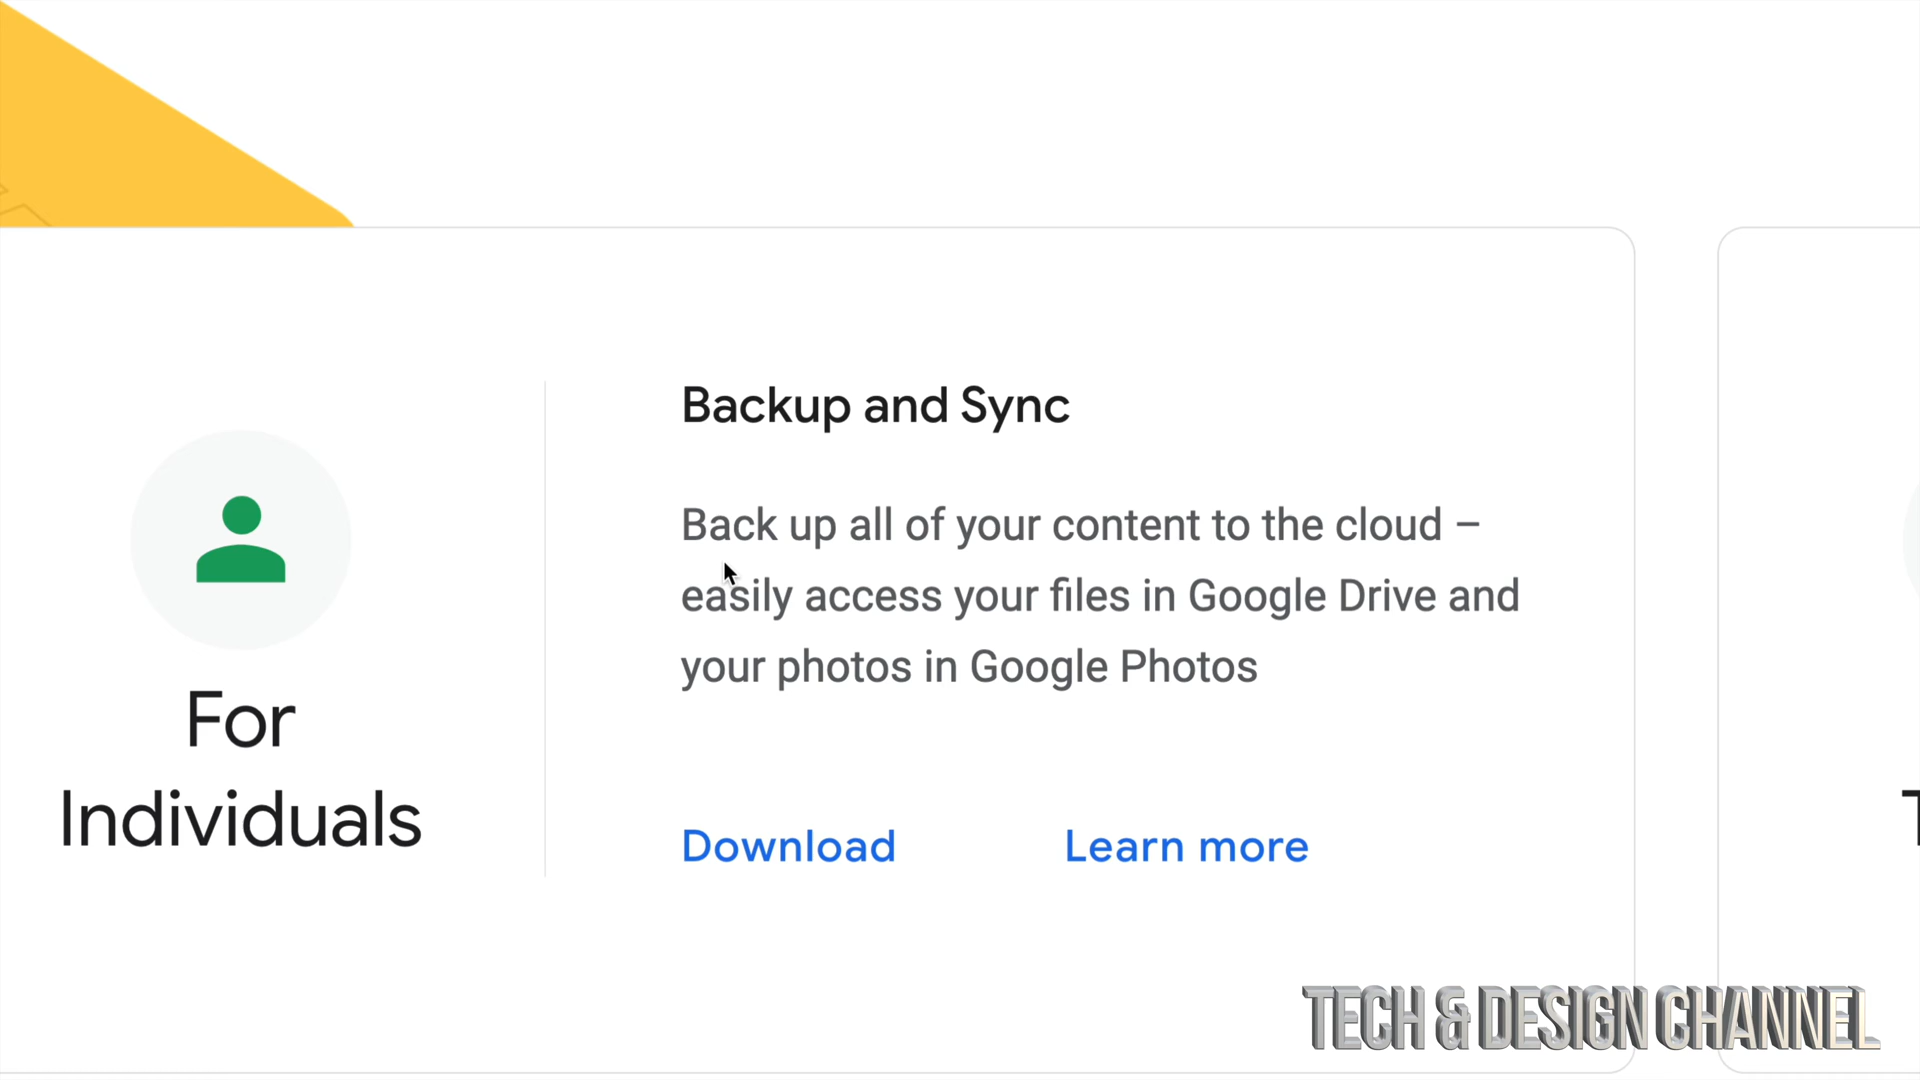 Backup and Sync
Back up all of your content to the cloud –
easily access your files in Google Drive and
your photos in Google Photos
For
Individuals
Download
Learn more
TECH & DESIGN CHANNEL